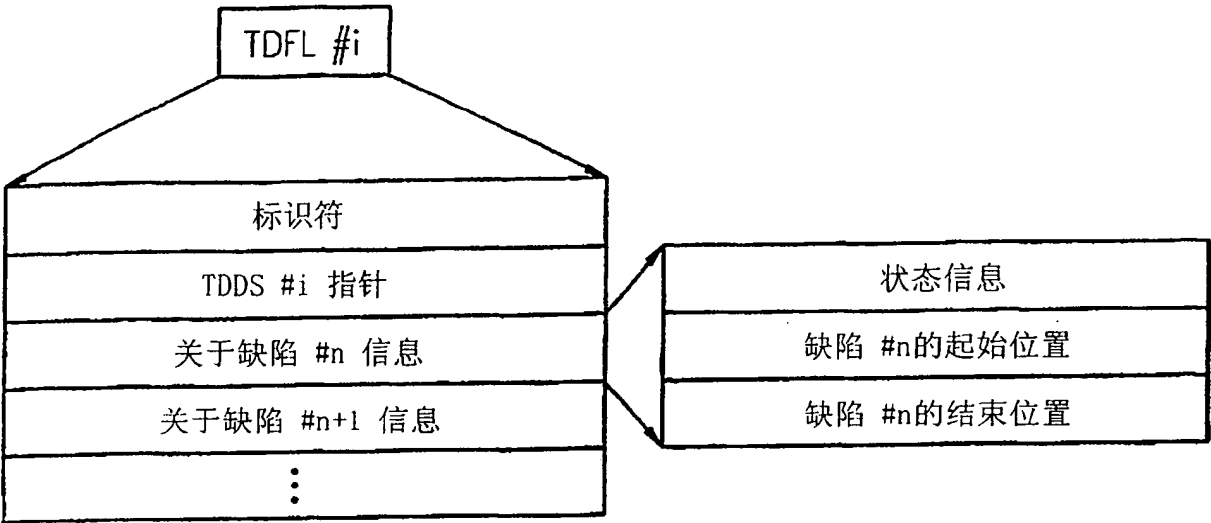 TDFL #i
标识符
TDDS #i 指针
关于缺陷 #n 信息
关于缺陷 #n+1 信息
状态信息
缺陷 #n的起始位置
缺陷 #n的结束位置